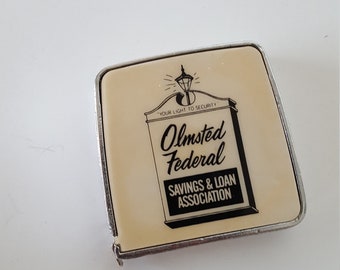 YOUR LIGHT TO SECURITY
Olmsted
Federal
SAVINGS & LOAN
ASSOCIATION